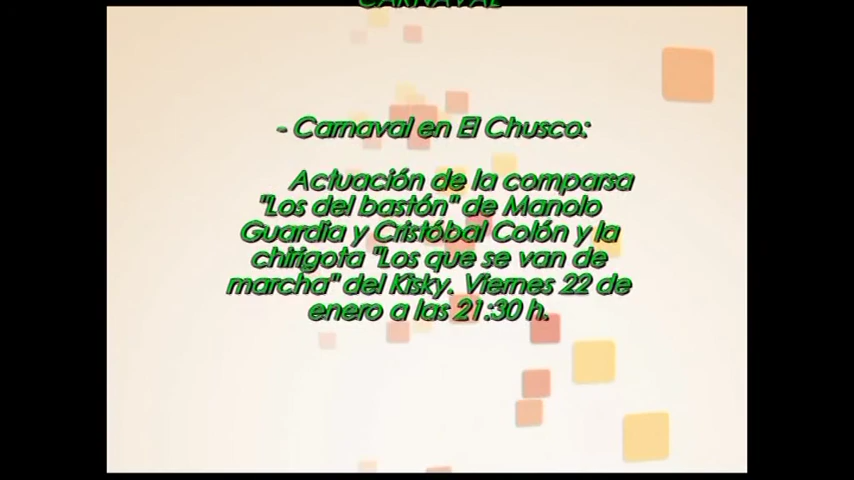 CARNAVAL
- Carnaval en El Chusco:
Actuación de la comparsa
"Los del bastón" de Manolo
Guardia y Cristóbal Colón y la
chirigota "Los que se van de
marcha" del Kisky. Viernes 22 de
enero a las 21:30 h.